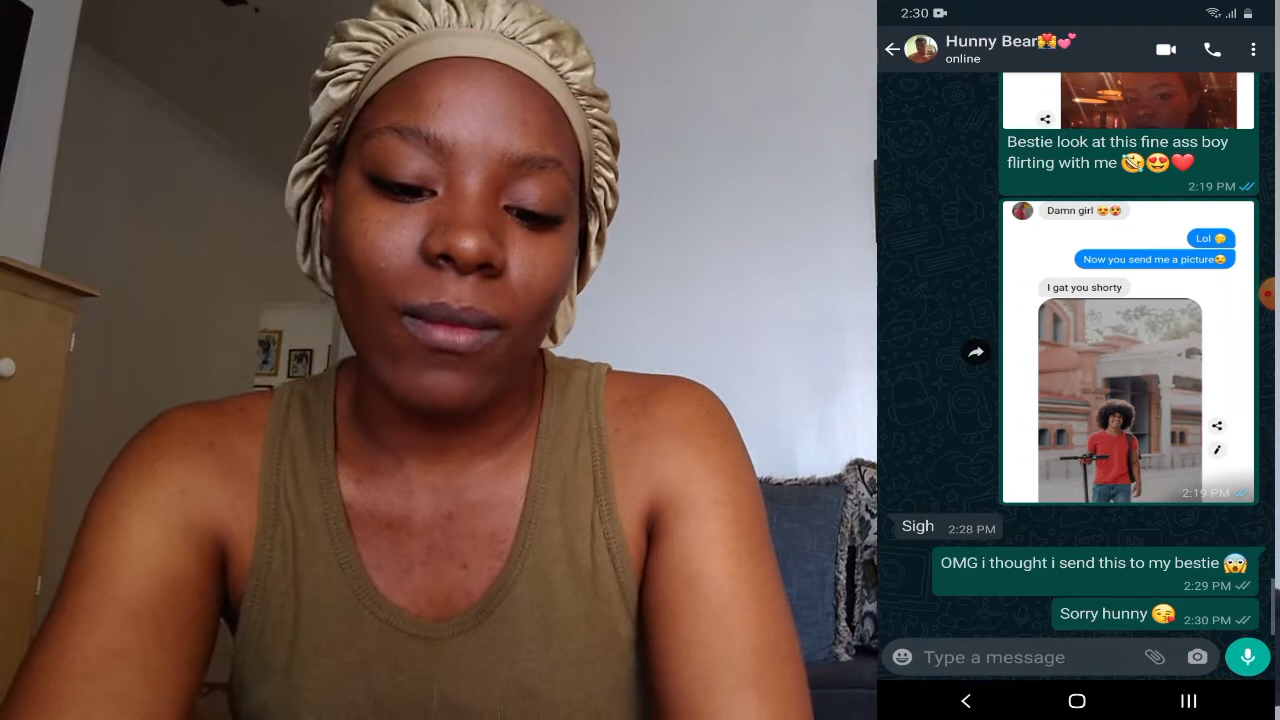 2:30
Hunny Bear👩‍❤️‍💋‍👨💕
online
Bestie look at this fine ass boy
flirting with me 🤣😍❤️
2:19 PM
Damn girl 😍🥵
Lol 🤭
Now you send me a picture😉
I gat you shorty
2:19 PM
Sigh 2:28 PM
OMG i thought i send this to my bestie 😱
2:29 PM
Sorry hunny 😘 2:30 PM
Type a message